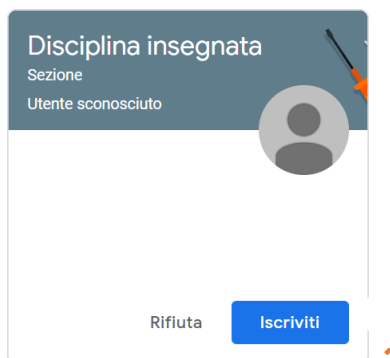 Disciplina insegnata
Sezione
Utente sconosciuto
Rifiuta
Iscriviti